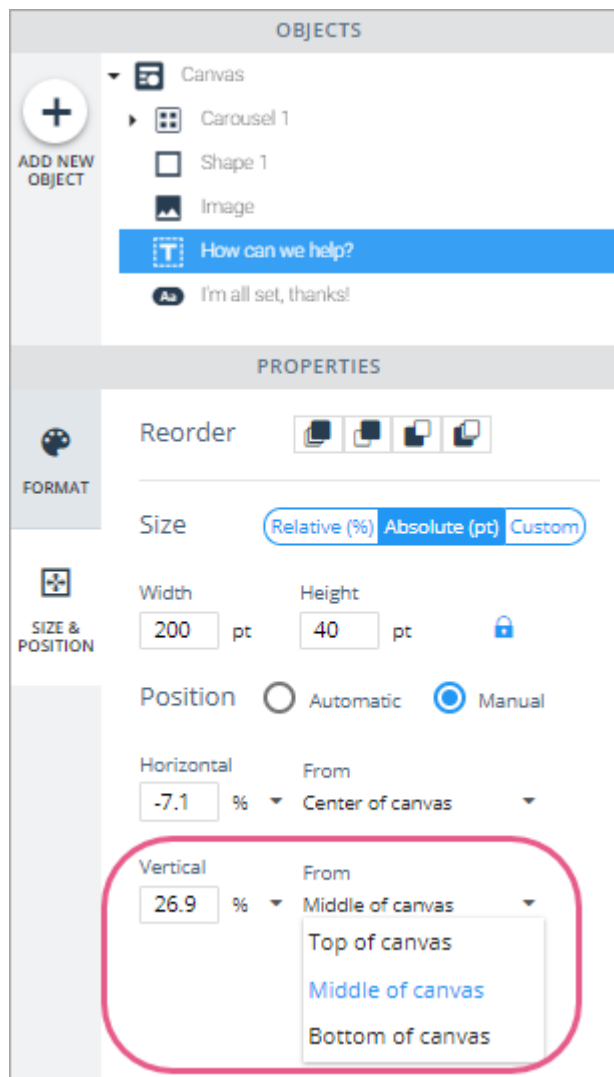 OBJECTS
Canvas
ADD NEW
OBJECT
Carousel 1
Shape 1
Image
T How can we help?
Aa I'm all set, thanks!
PROPERTIES
FORMAT
SIZE &
POSITION
Reorder
Size Relative (%) Absolute (pt) Custom
Width Height
200 pt 40 pt
Position Automatic Manual
Horizontal From
-7.1 % Center of canvas
Vertical From
26.9 % Middle of canvas
Top of canvas
Middle of canvas
Bottom of canvas